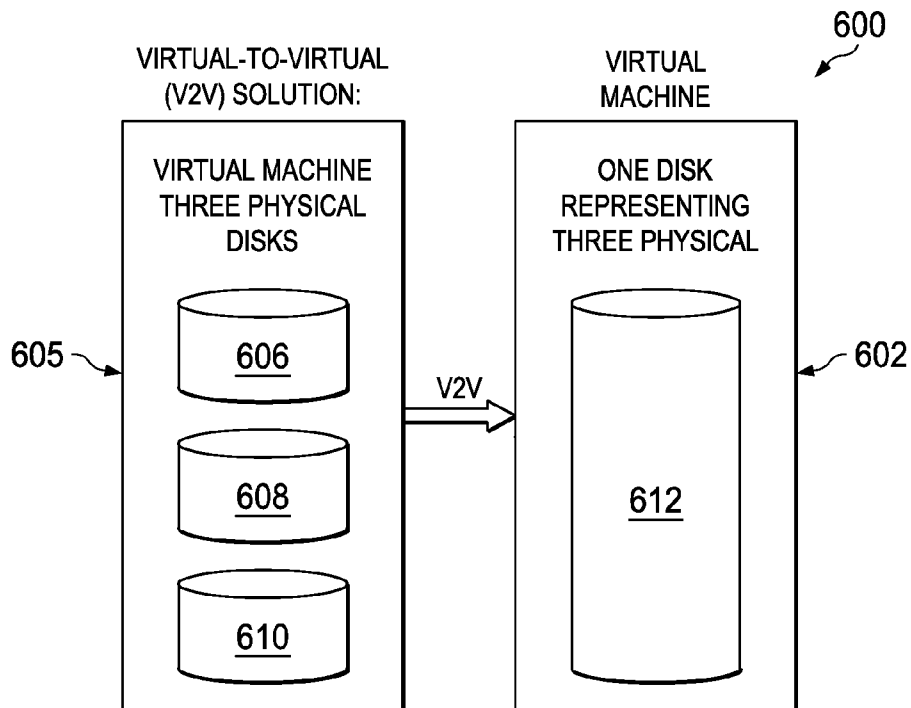 600
VIRTUAL-TO-VIRTUAL
(V2V) SOLUTION:
VIRTUAL
MACHINE
VIRTUAL MACHINE
THREE PHYSICAL
DISKS
ONE DISK
REPRESENTING
THREE PHYSICAL
605
606
608
610
V2V
612
602